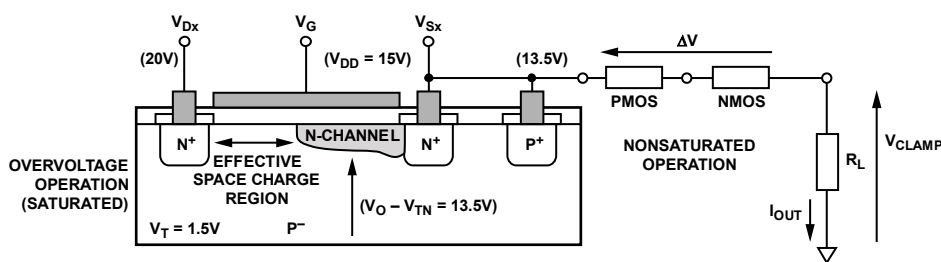 V_Dx
V_G
V_Sx
(20V)
(V_DD = 15V)
(13.5V)
ΔV
PMOS
NMOS
N+
N-CHANNEL
N+
P+
EFFECTIVE
SPACE CHARGE
REGION
OVERVOLTAGE
OPERATION
(SATURATED)
NONSATURATED
OPERATION
R_L
V_CLAMP
I_OUT
(V_O – V_TN = 13.5V)
V_T = 1.5V
P–